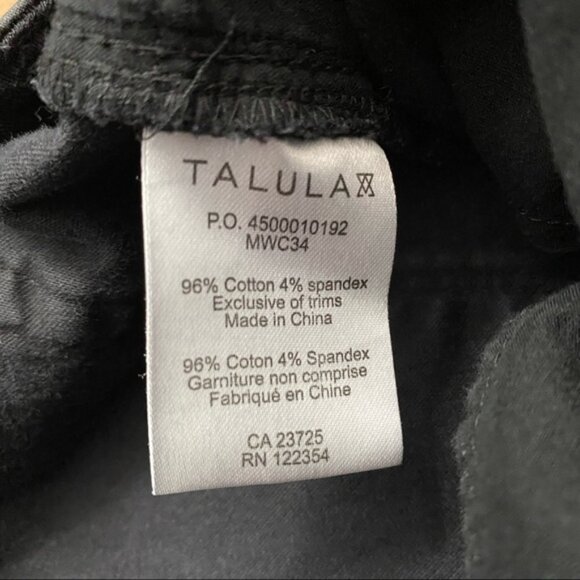 TALULA
P.O. 4500010192
MWC34
96% Cotton 4% spandex
Exclusive of trims
Made in China
96% Coton 4% Spandex
Garniture non comprise
Fabriqué en Chine
CA 23725
RN 122354